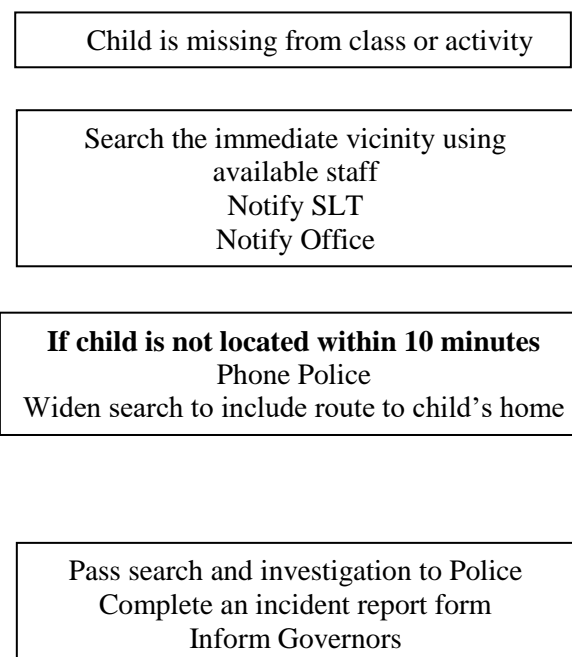 Child is missing from class or activity
Search the immediate vicinity using
available staff
Notify SLT
Notify Office
If child is not located within 10 minutes
Phone Police
Widen search to include route to child’s home
Pass search and investigation to Police
Complete an incident report form
Inform Governors